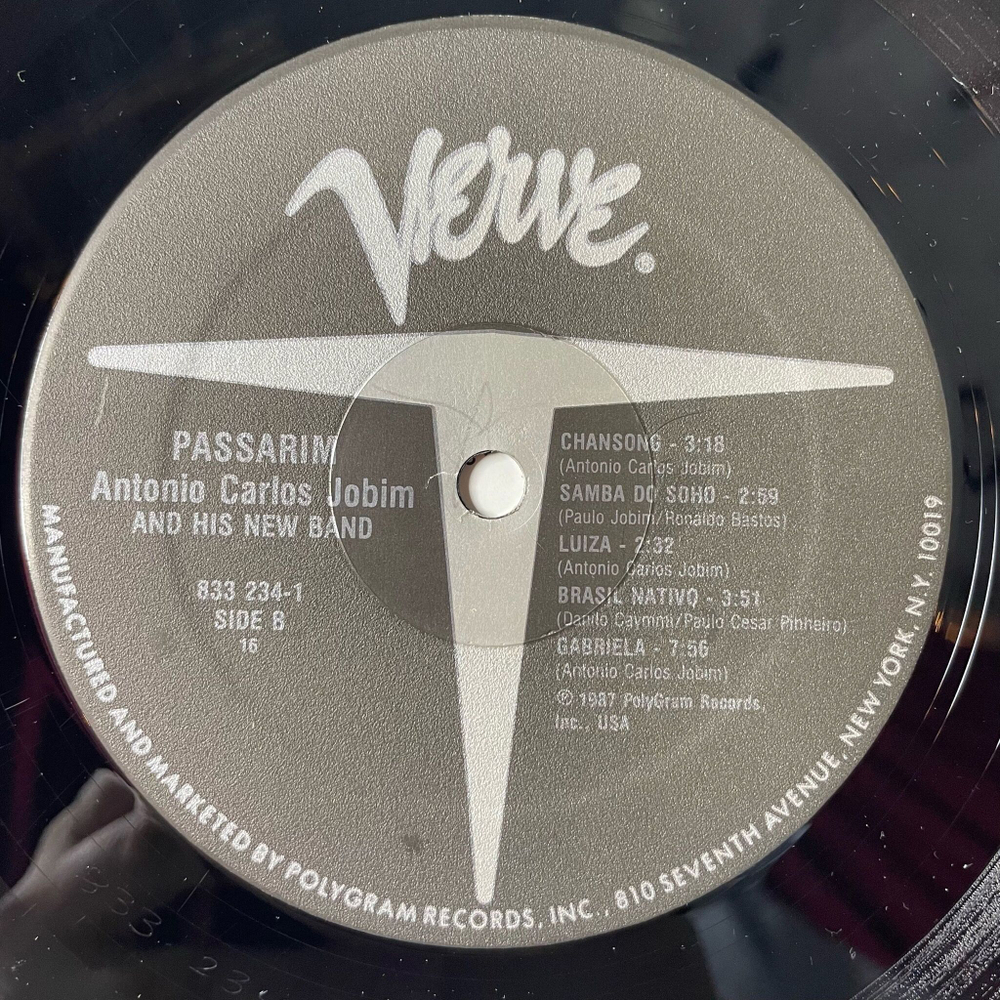 Verve®
PASSARIM
Antonio Carlos Jobim
AND HIS NEW BAND
833 234-1
SIDE B
16
CHANSONG - 3:18
(Antonio Carlos Jobim)
SAMBA DO SOHO - 2:59
(Paulo Jobim/Ronaldo Bastos)
LUIZA - 2:32
(Antonio Carlos Jobim)
BRASIL NATIVO - 3:51
(Danilo Caymmi/Paulo Cesar Pinheiro)
GABRIELA - 7:56
(Antonio Carlos Jobim)
℗ 1987 PolyGram Records,
Inc., USA
MANUFACTURED AND MARKETED BY POLYGRAM RECORDS, INC., 810 SEVENTH AVENUE, NEW YORK, N.Y. 10019